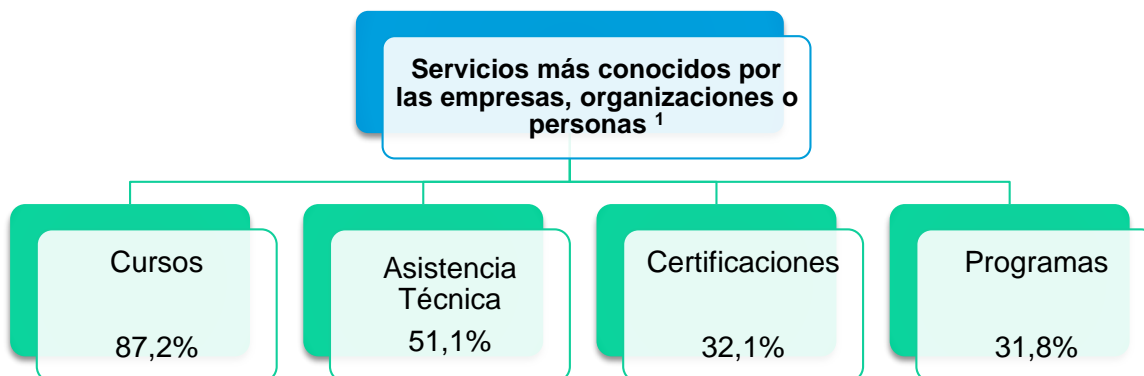 Servicios más conocidos por
las empresas, organizaciones o
personas ¹
Cursos
87,2%
Asistencia
Técnica
51,1%
Certificaciones
32,1%
Programas
31,8%